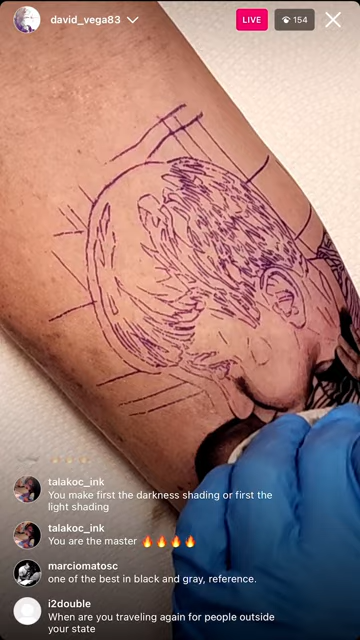 david_vega83
LIVE
154
talakoc_ink
You make first the darkness shading or first the
light shading
talakoc_ink
You are the master 🔥🔥🔥🔥
marciomatosc
one of the best in black and gray, reference.
i2double
When are you traveling again for people outside
your state